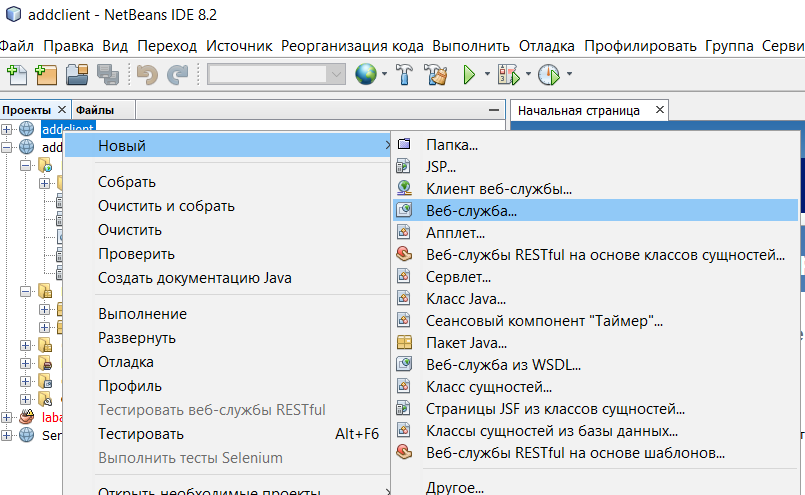 addclient - NetBeans IDE 8.2
Файл Правка Вид Переход Источник Реорганизация кода Выполнить Отладка Профилировать Группа Серви
Проекты Файлы Начальная страница
addclient
add
Новый
Собрать
Очистить и собрать
Очистить
Проверить
Создать документацию Java
Выполнение
Развернуть
Отладка
Профиль
Тестировать веб-службы RESTful
Тестировать Alt+F6
Выполнить тесты Selenium
Открыть необходимые проекты
laba
Ser
Папка...
JSP...
Клиент веб-службы...
Веб-служба...
Апплет...
Веб-службы RESTful на основе классов сущностей...
Сервлет...
Класс Java...
Сеансовый компонент "Таймер"...
Пакет Java...
Веб-служба из WSDL...
Класс сущностей...
Страницы JSF из классов сущностей...
Классы сущностей из базы данных...
Веб-службы RESTful на основе шаблонов...
Другое...